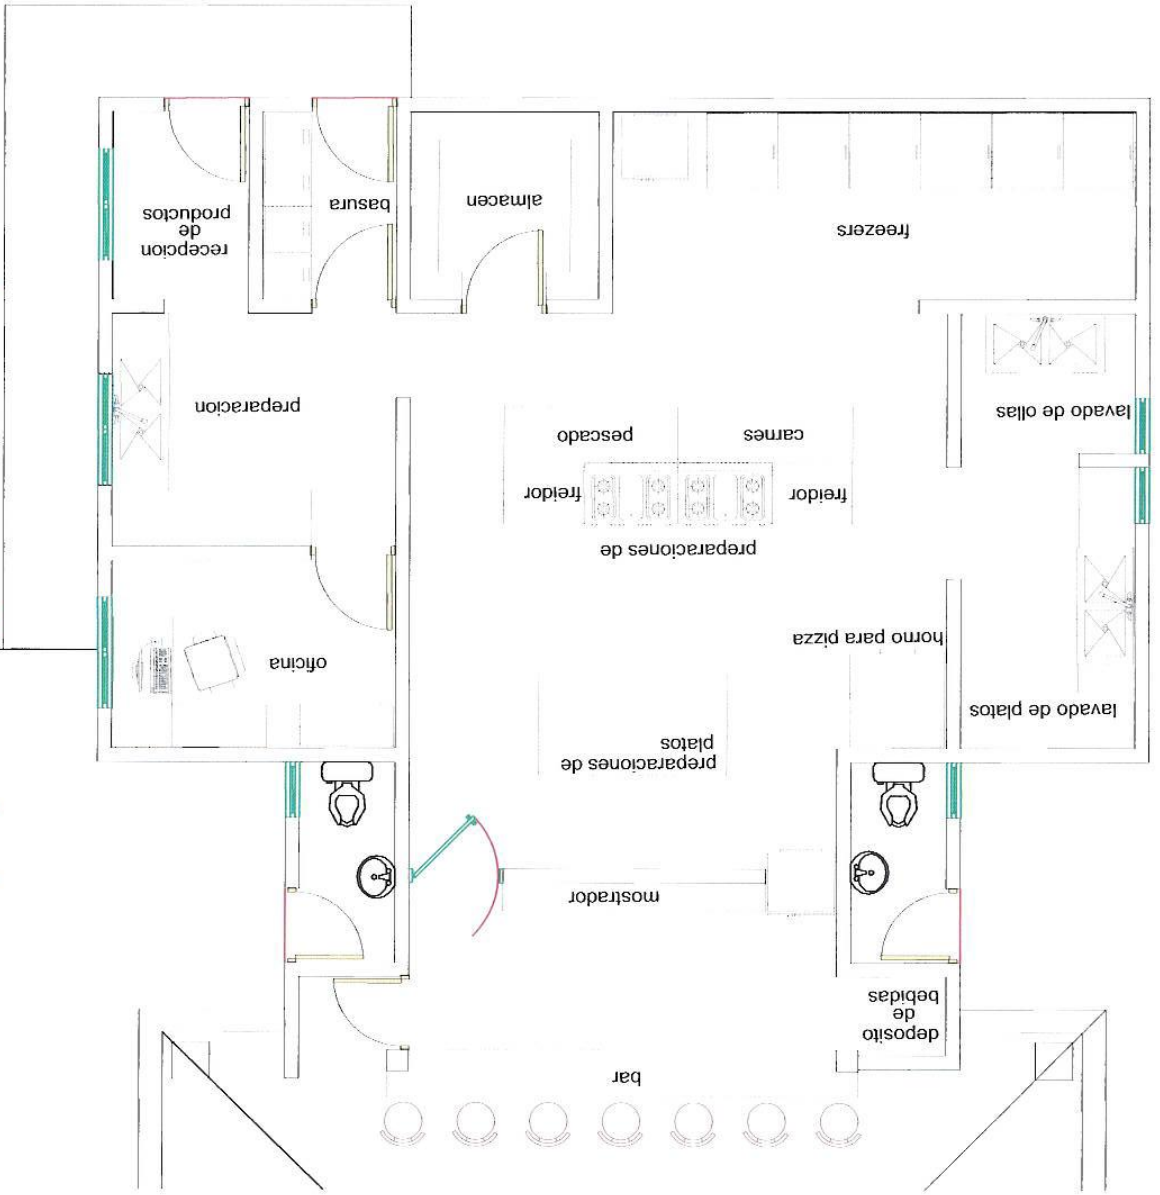 bar
deposito
de
bebidas
mostrador
preparaciones de
platos
lavado de platos
oficina
horno para pizza
preparaciones de
freidor
freidor
carnes
pescado
lavado de ollas
preparacion
freezers
almacen
basura
recepcion
de
productos